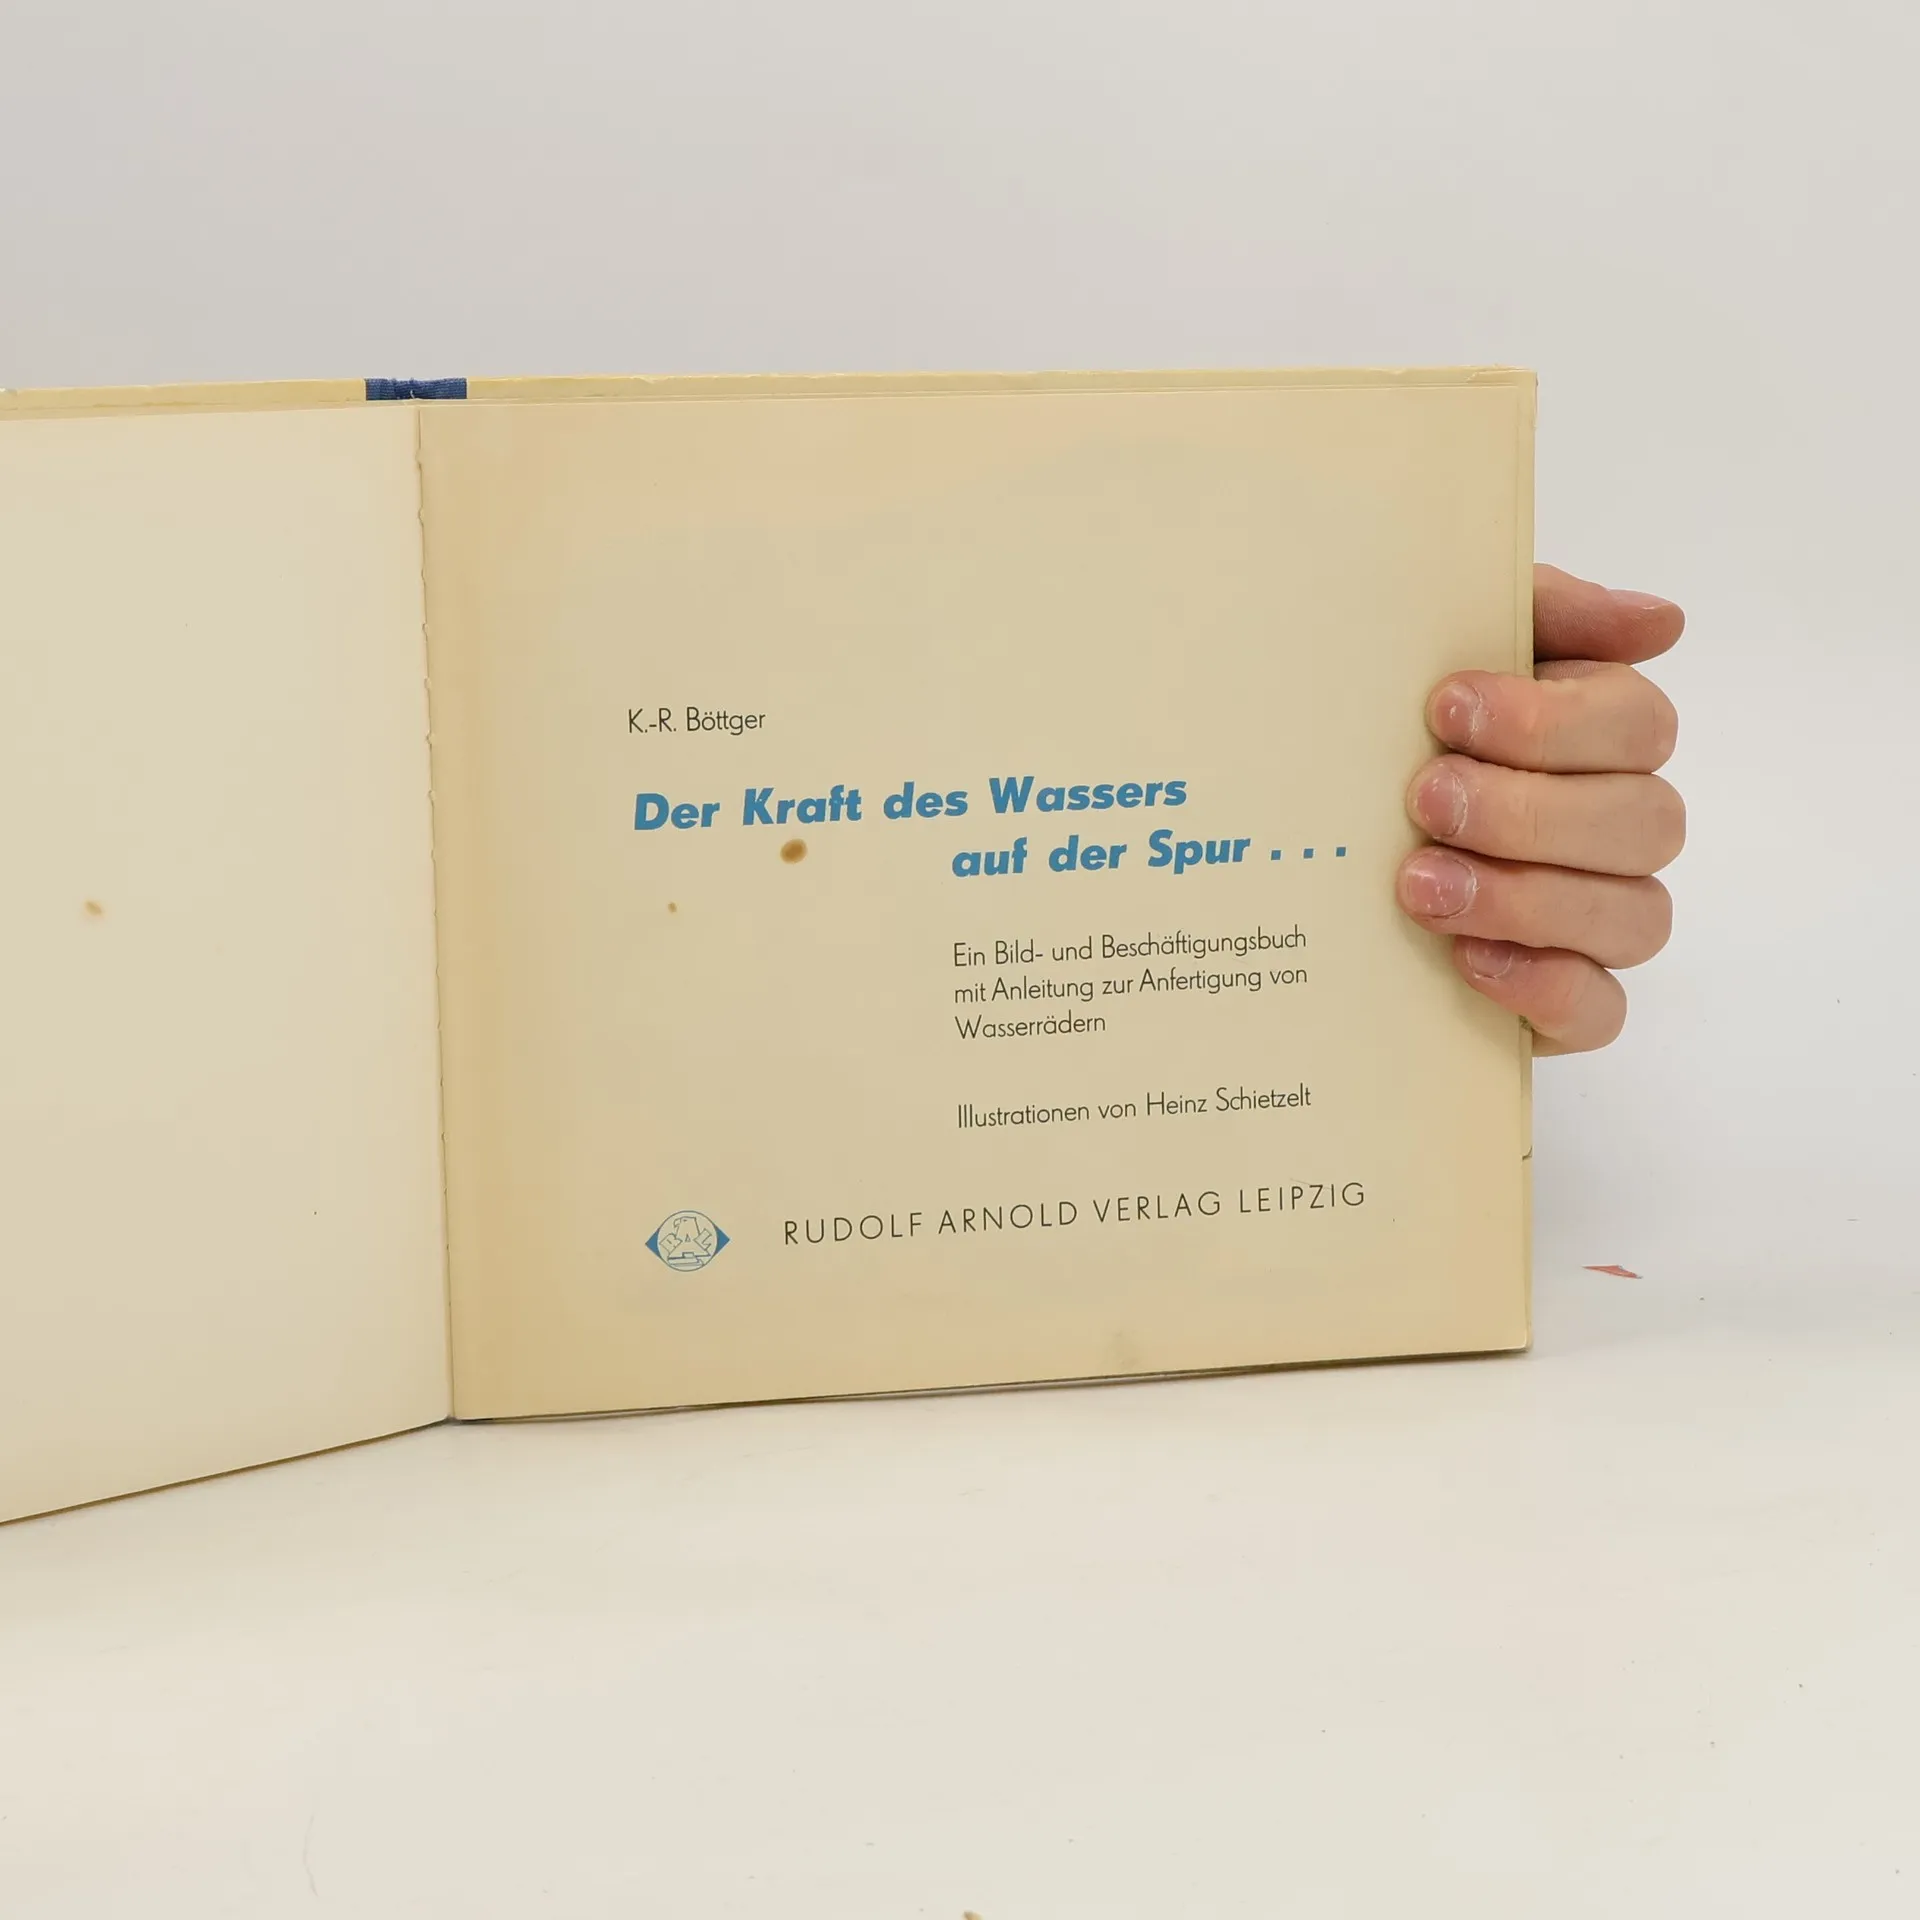 K.-R. Böttger
Der Kraft des Wassers
auf der Spur . . .
Ein Bild- und Beschäftigungsbuch
mit Anleitung zur Anfertigung von
Wasserrädern
Illustrationen von Heinz Schietzelt
RUDOLF ARNOLD VERLAG LEIPZIG